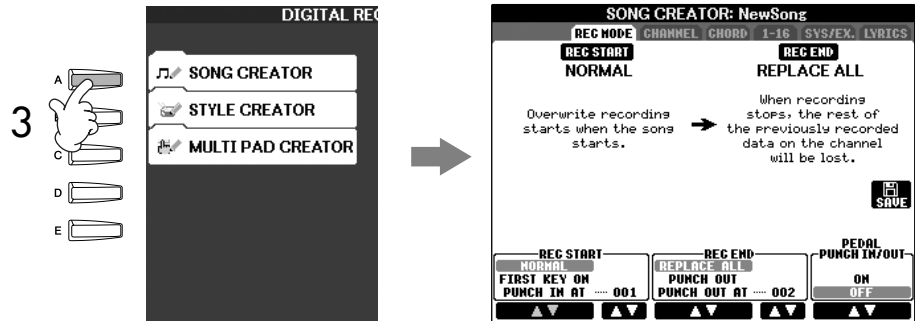 3
A
C
D
E
DIGITAL REC
SONG CREATOR
STYLE CREATOR
MULTI PAD CREATOR
SONG CREATOR: NewSong
REC MODE CHANNEL CHORD 1-16 SYS/EX. LYRICS
REC START
NORMAL
Overwrite recording
starts when the song
starts.
REC END
REPLACE ALL
When recording
stops, the rest of
the previously recorded
data on the channel
will be lost.
SAVE
REC START
NORMAL
FIRST KEY ON
PUNCH IN AT ···· 001
REC END
REPLACE ALL
PUNCH OUT
PUNCH OUT AT ···· 002
PEDAL
PUNCH IN/OUT
ON
OFF